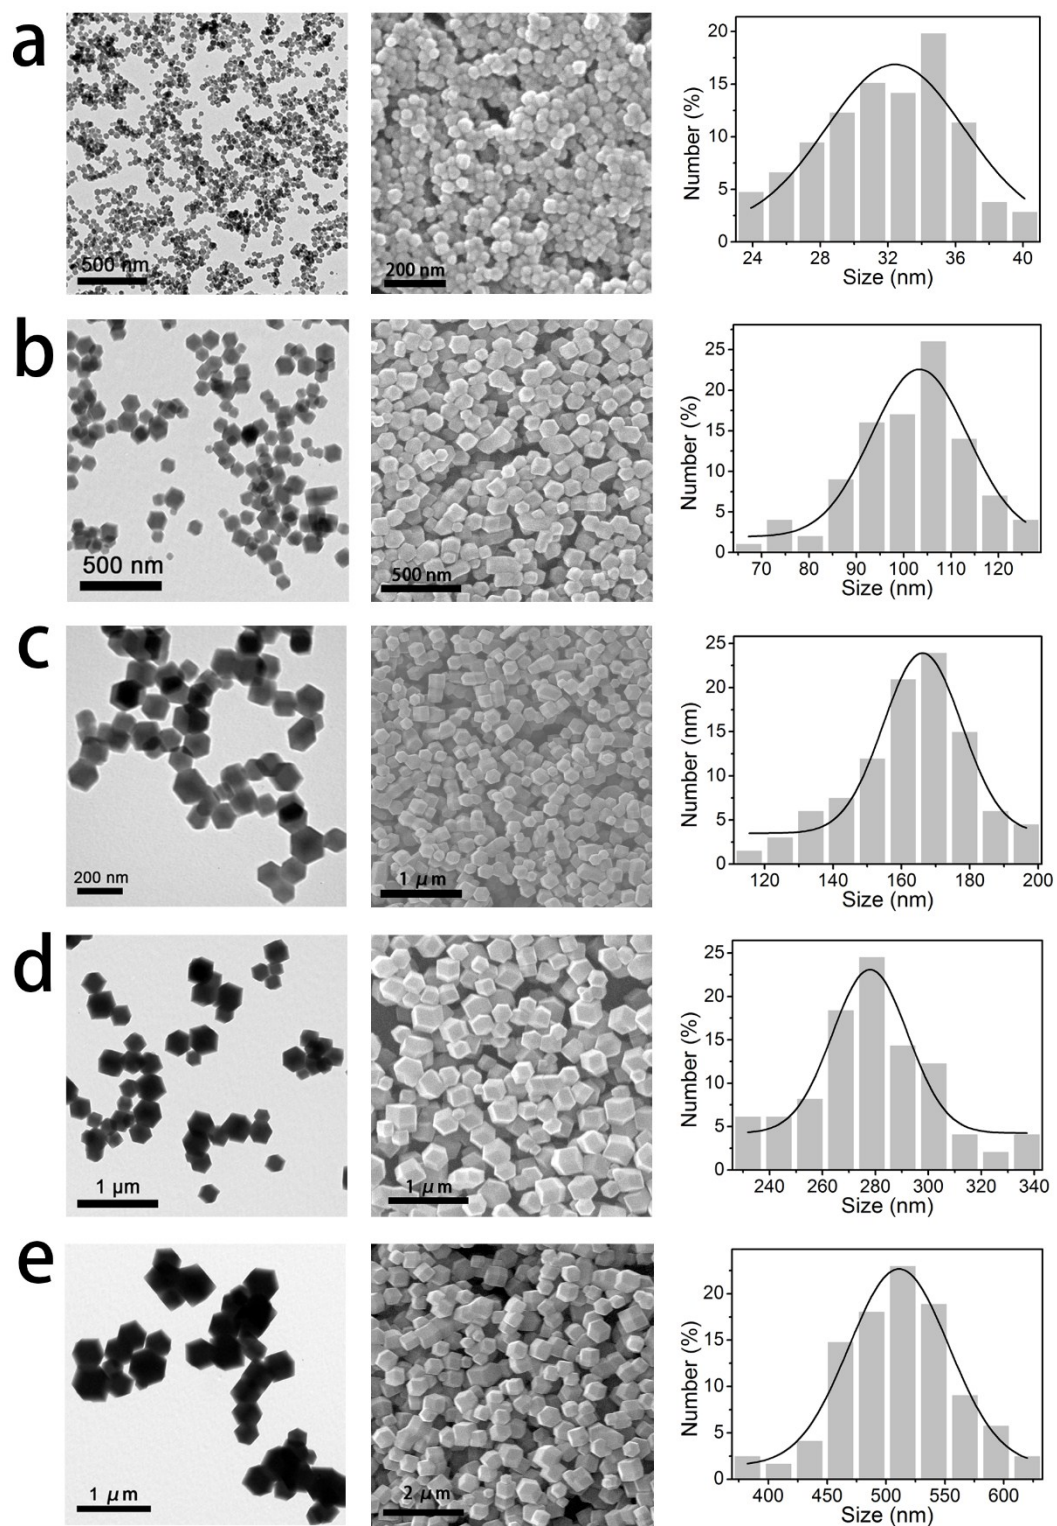 a
500 nm
200 nm
Number (%)
20
15
10
5
0
24 28 32 36 40
Size (nm)
b
500 nm
500 nm
Number (%)
25
20
15
10
5
0
70 80 90 100 110 120
Size (nm)
c
200 nm
1 μm
Number (nm)
25
20
15
10
5
0
120 140 160 180 200
Size (nm)
d
1 μm
1 μm
Number (%)
25
20
15
10
5
0
240 260 280 300 320 340
Size (nm)
e
1 μm
2 μm
Number (%)
20
15
10
5
0
400 450 500 550 600
Size (nm)